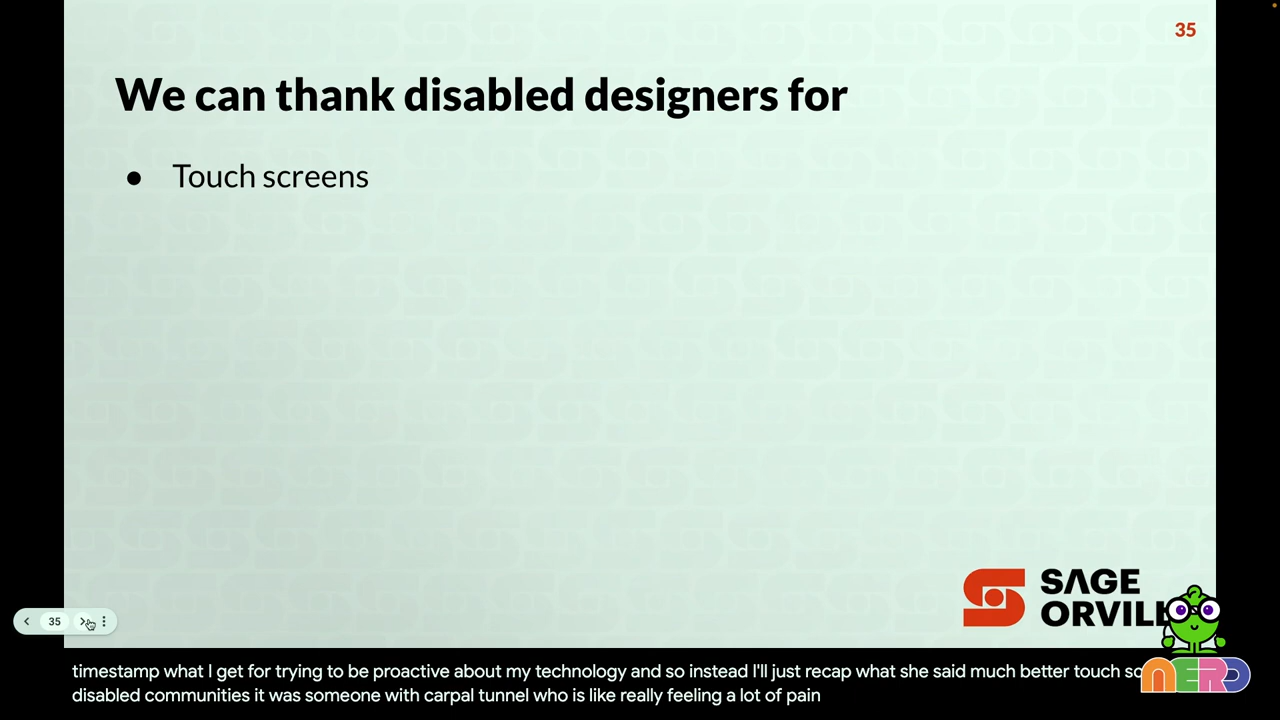 35
We can thank disabled designers for
● Touch screens
SAGE
ORVILL
35
timestamp what I get for trying to be proactive about my technology and so instead I'll just recap what she said much better touch
disabled communities it was someone with carpal tunnel who is like really feeling a lot of pain
NERD